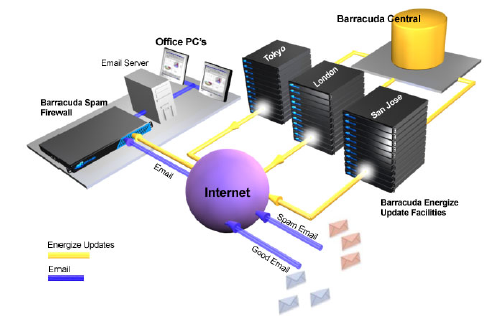 Barracuda Central
Office PC's
Tokyo
Email Server
London
Barracuda Spam
Firewall
San Jose
Email
Internet
Barracuda Energize
Update Facilities
Spam Email
Good Email
Energize Updates
Email